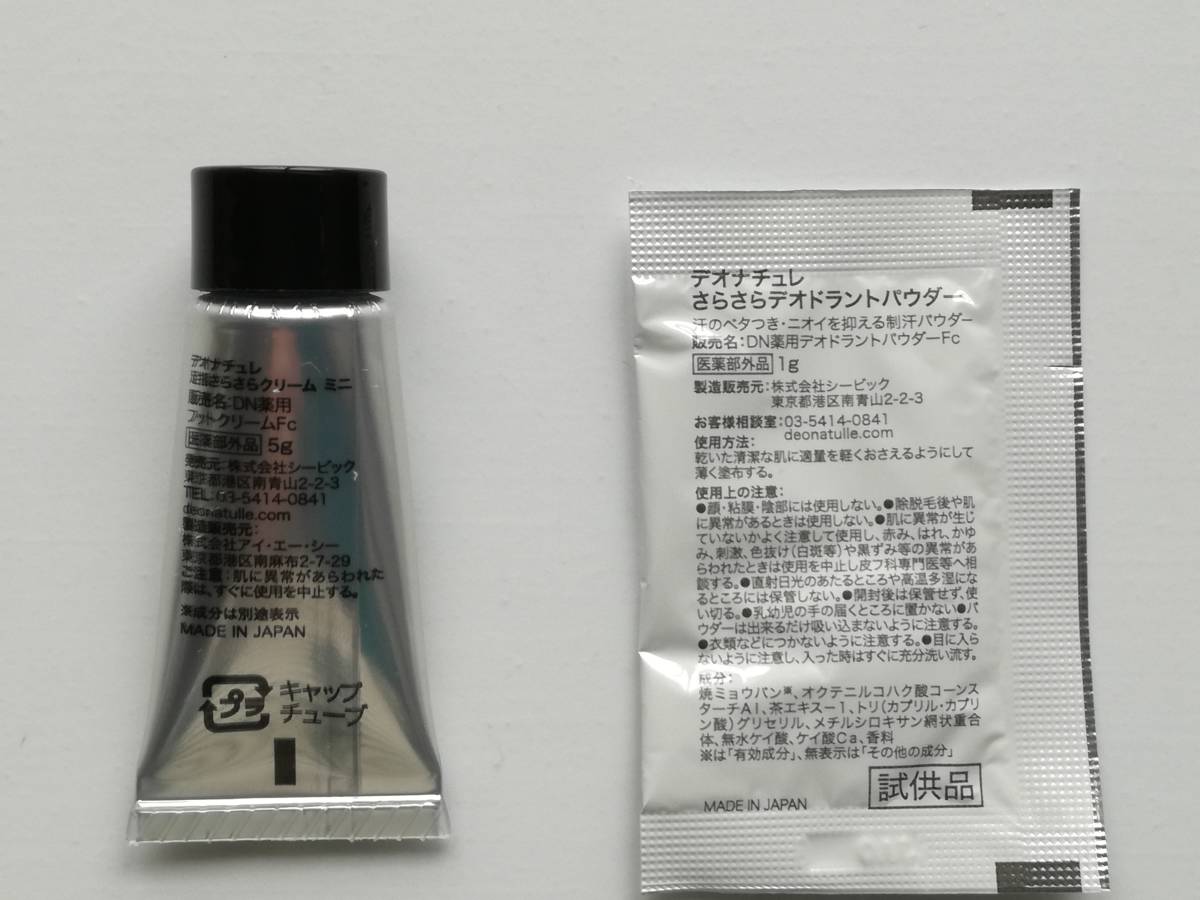 デオナチュレ
足指さらさらクリーム ミニ
販売名：DN薬用
フットクリームFc
医薬部外品 5g
発売元：株式会社シービック
東京都港区南青山2-2-3
TEL：03-5414-0841
deonatulle.com
製造販売元：
株式会社アイ・エー・シー
東京都港区南麻布2-7-29
ご注意：肌に異常があらわれた
際は、すぐに使用を中止する。
※成分は別途表示
MADE IN JAPAN
プラ
キャップ
チューブ
デオナチュレ
さらさらデオドラントパウダー
汗のベタつき・ニオイを抑える制汗パウダー
販売名：DN薬用デオドラントパウダーFc
医薬部外品 1g
製造販売元：株式会社シービック
東京都港区南青山2-2-3
お客様相談室：03-5414-0841
deonatulle.com
使用方法：
乾いた清潔な肌に適量を軽くおさえるようにして
薄く塗布する。
使用上の注意：
●顔・粘膜・陰部には使用しない。●除脱毛後や肌
に異常があるときは使用しない。●肌に異常が生じ
ていないかよく注意して使用し、赤み、はれ、かゆ
み、刺激、色抜け（白斑等）や黒ずみ等の異常があ
らわれたときは使用を中止し皮フ科専門医等へ相
談する。●直射日光のあたるところや高温多湿にな
るところには保管しない。●開封後は保管せず、使
い切る。●乳幼児の手の届くところに置かない●パ
ウダーは出来るだけ吸い込まないように注意する。
●衣類などにつかないように注意する。●目に入ら
ないように注意し、入った時はすぐに充分洗い流す。
成分：
焼ミョウバン※、オクテニルコハク酸コーンス
ターチAl、茶エキス－1、トリ（カプリル・カプリ
ン酸）グリセリル、メチルシロキサン網状重合
体、無水ケイ酸、ケイ酸Ca、香料
※は「有効成分」、無表示は「その他の成分」
試供品
MADE IN JAPAN